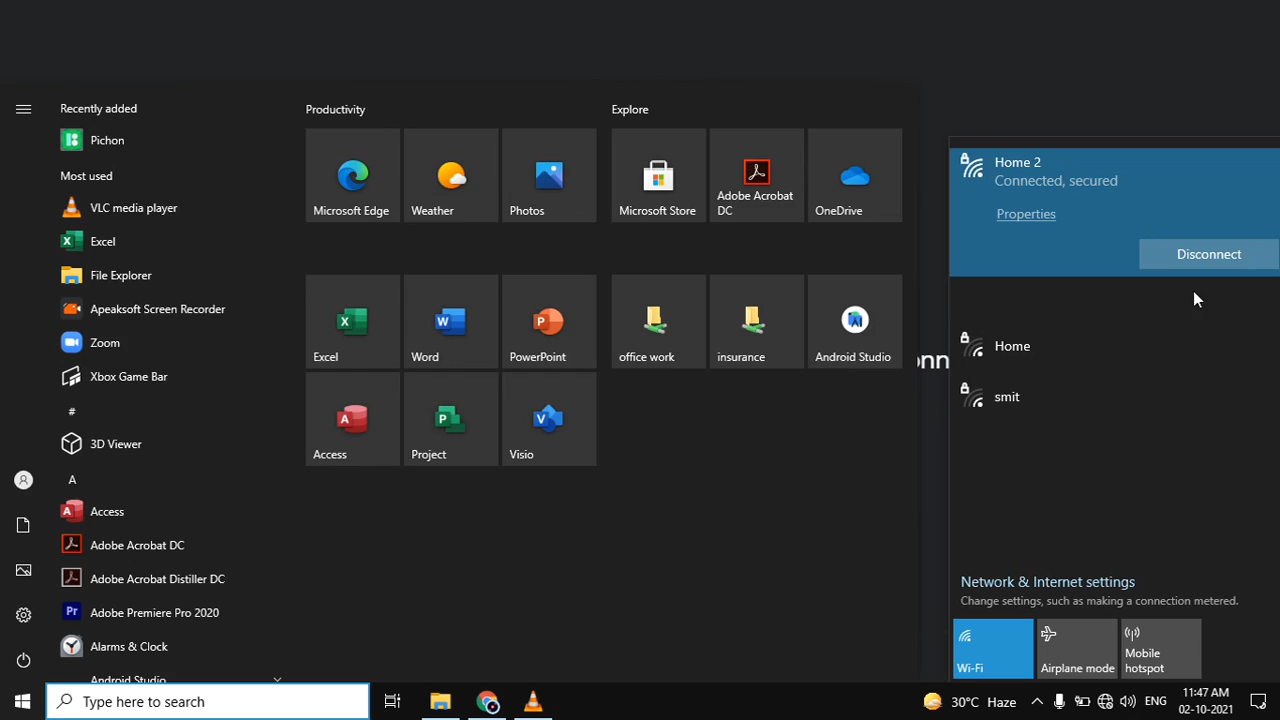 Recently added
Pichon
Most used
VLC media player
Excel
File Explorer
Apeaksoft Screen Recorder
Zoom
Xbox Game Bar
#
3D Viewer
A
Access
Adobe Acrobat DC
Adobe Acrobat Distiller DC
Adobe Premiere Pro 2020
Alarms & Clock
Android Studio
Productivity
Microsoft Edge
Weather
Photos
Excel
Word
PowerPoint
Access
Project
Visio
Explore
Microsoft Store
Adobe Acrobat
DC
OneDrive
office work
insurance
Android Studio
onn
Home 2
Connected, secured
Properties
Disconnect
Home
smit
Network & Internet settings
Change settings, such as making a connection metered.
Wi-Fi
Airplane mode
Mobile
hotspot
Type here to search
30°C Haze
ENG
11:47 AM
02-10-2021